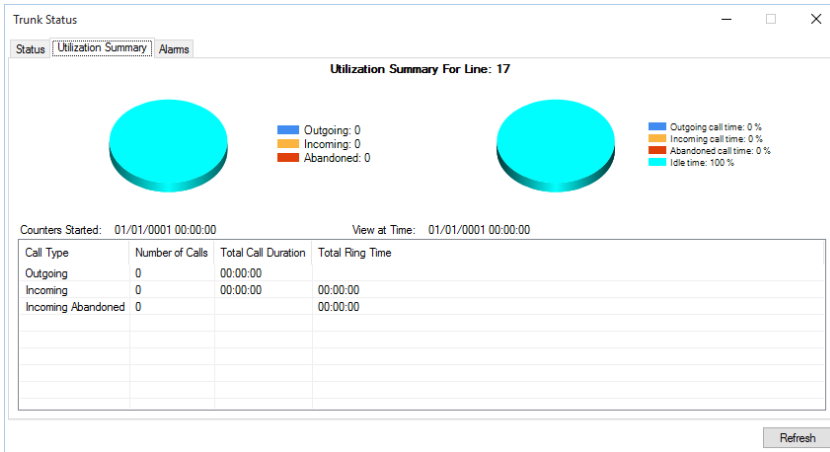 Trunk Status
Status Utilization Summary Alarms
Utilization Summary For Line: 17
Outgoing: 0
Incoming: 0
Abandoned: 0
Outgoing call time: 0 %
Incoming call time: 0 %
Abandoned call time: 0 %
Idle time: 100 %
Counters Started: 01/01/0001 00:00:00 View at Time: 01/01/0001 00:00:00
Call Type Number of Calls Total Call Duration Total Ring Time
Outgoing 0 00:00:00
Incoming 0 00:00:00 00:00:00
Incoming Abandoned 0 00:00:00
Refresh